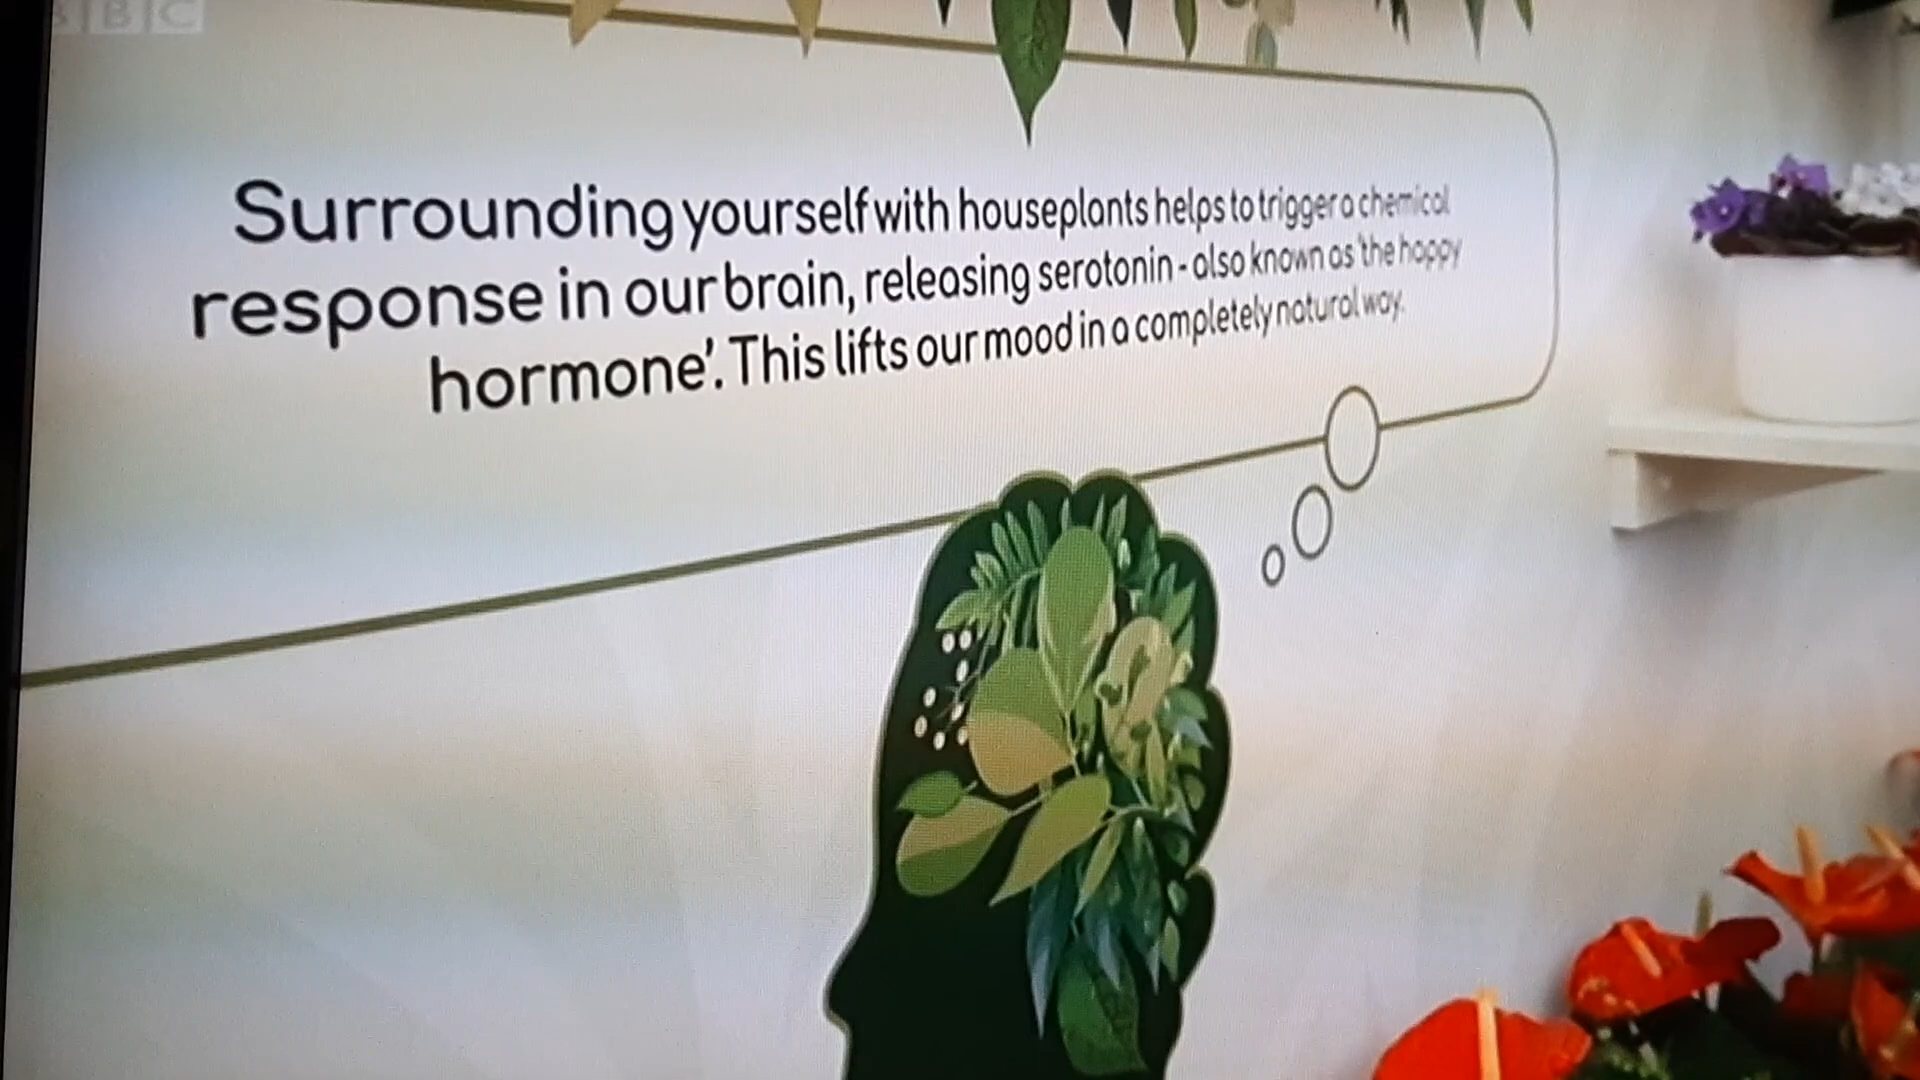 BBC
Surrounding yourself with houseplants helps to trigger a chemical
response in our brain, releasing serotonin - also known as 'the happy
hormone'. This lifts our mood in a completely natural way.